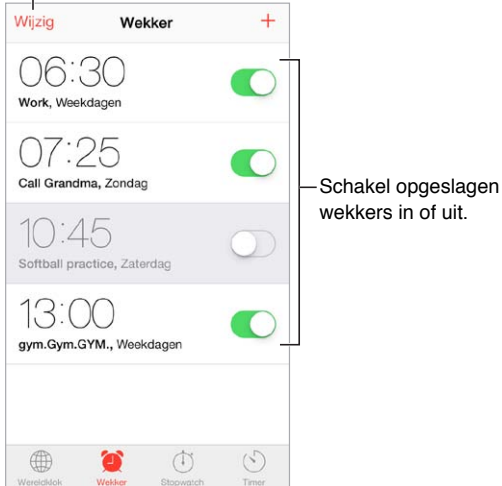 Wijzig Wekker +
06:30
Work, Weekdagen
07:25
Call Grandma, Zondag
Schakel opgeslagen
wekkers in of uit.
10:45
Softball practice, Zaterdag
13:00
gym.Gym.GYM., Weekdagen
Wereldklok Wekker Stopwatch Timer